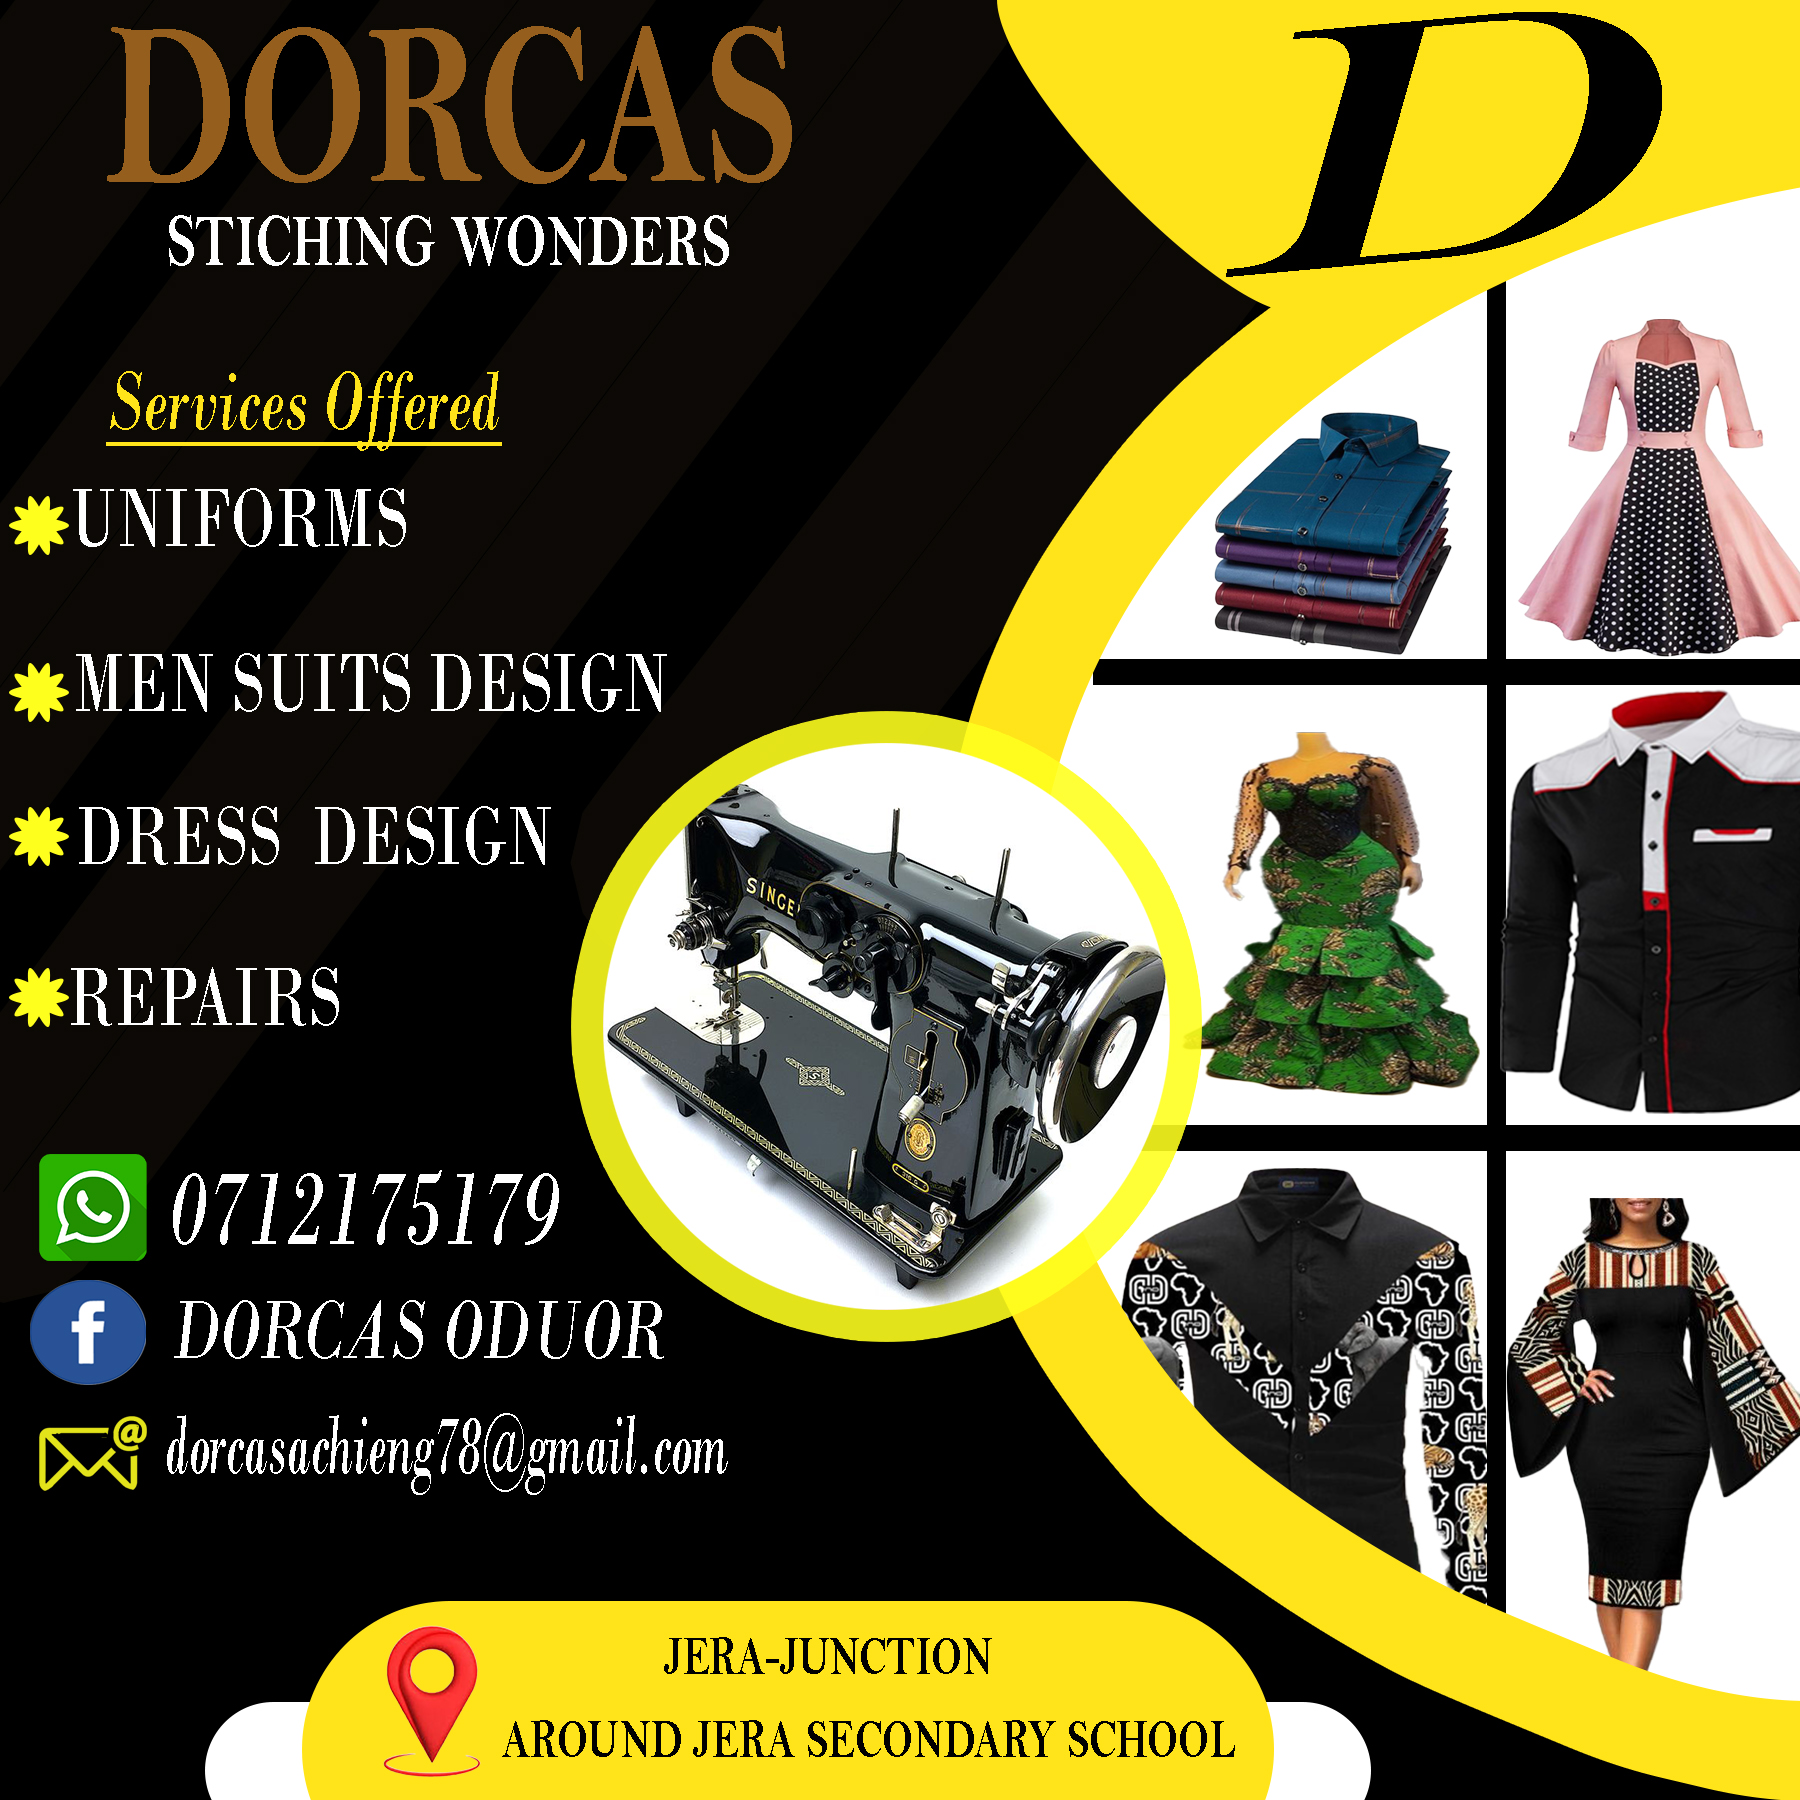 DORCAS
STICHING WONDERS
D
Services Offered
UNIFORMS
MEN SUITS DESIGN
DRESS DESIGN
REPAIRS
SINGE
0712175179
DORCAS ODUOR
dorcasachieng78@gmail.com
JERA-JUNCTION
AROUND JERA SECONDARY SCHOOL